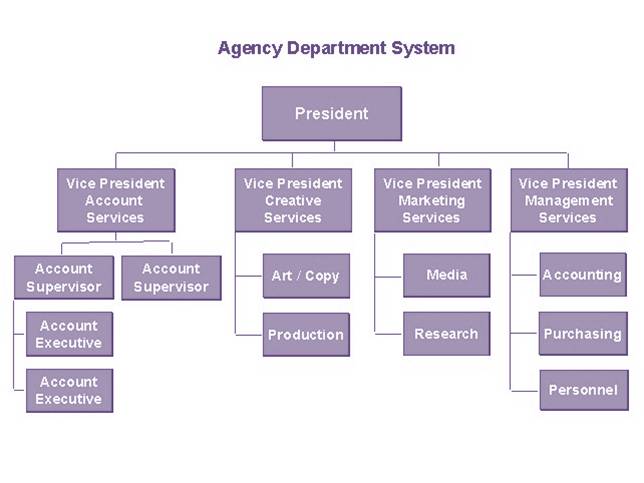 Agency Department System
President
Vice President
Account
Services
Vice President
Creative
Services
Vice President
Marketing
Services
Vice President
Management
Services
Account
Supervisor
Account
Supervisor
Art / Copy
Media
Accounting
Account
Executive
Production
Research
Purchasing
Account
Executive
Personnel